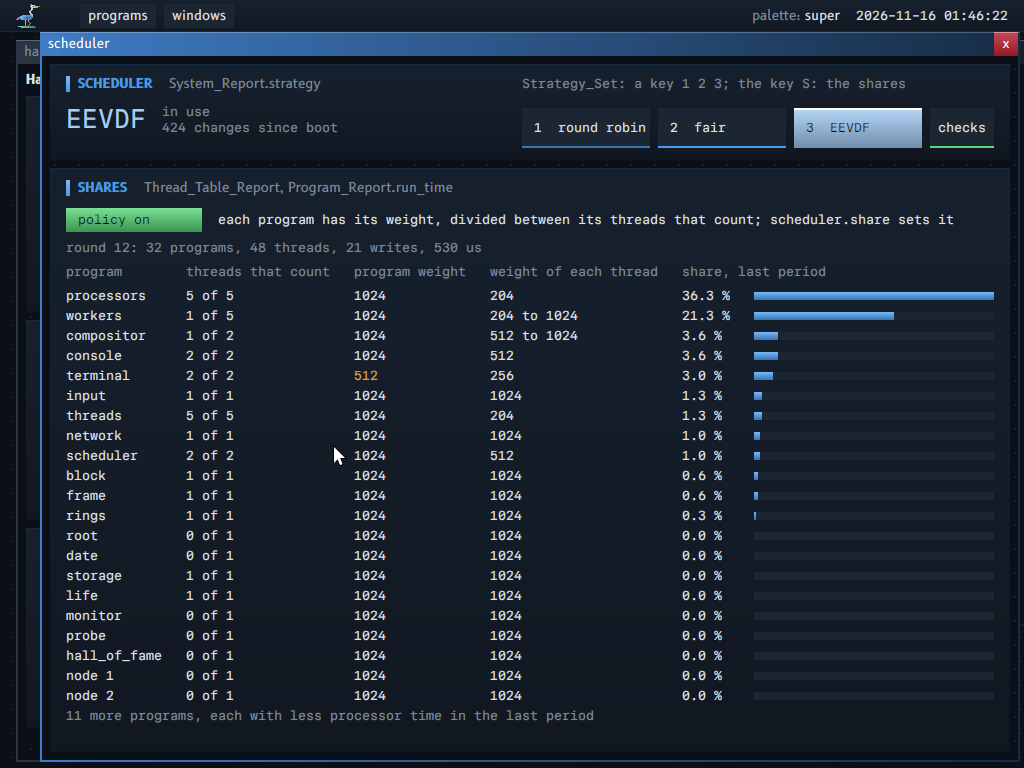 programs windows palette: super 2026-11-16 01:46:22
ha scheduler x
Ha
SCHEDULER System_Report.strategy Strategy_Set: a key 1 2 3; the key S: the shares
EEVDF in use
424 changes since boot
1 round robin 2 fair 3 EEVDF checks
SHARES Thread_Table_Report, Program_Report.run_time
policy on each program has its weight, divided between its threads that count; scheduler.share sets it
round 12: 32 programs, 48 threads, 21 writes, 530 us
program threads that count program weight weight of each thread share, last period
processors 5 of 5 1024 204 36.3 %
workers 1 of 5 1024 204 to 1024 21.3 %
compositor 1 of 2 1024 512 to 1024 3.6 %
console 2 of 2 1024 512 3.6 %
terminal 2 of 2 512 256 3.0 %
input 1 of 1 1024 1024 1.3 %
threads 5 of 5 1024 204 1.3 %
network 1 of 1 1024 1024 1.0 %
scheduler 2 of 2 1024 512 1.0 %
block 1 of 1 1024 1024 0.6 %
frame 1 of 1 1024 1024 0.6 %
rings 1 of 1 1024 1024 0.3 %
root 0 of 1 1024 1024 0.0 %
date 0 of 1 1024 1024 0.0 %
storage 1 of 1 1024 1024 0.0 %
life 1 of 1 1024 1024 0.0 %
monitor 0 of 1 1024 1024 0.0 %
probe 0 of 1 1024 1024 0.0 %
hall_of_fame 0 of 1 1024 1024 0.0 %
node 1 0 of 1 1024 1024 0.0 %
node 2 0 of 1 1024 1024 0.0 %
11 more programs, each with less processor time in the last period